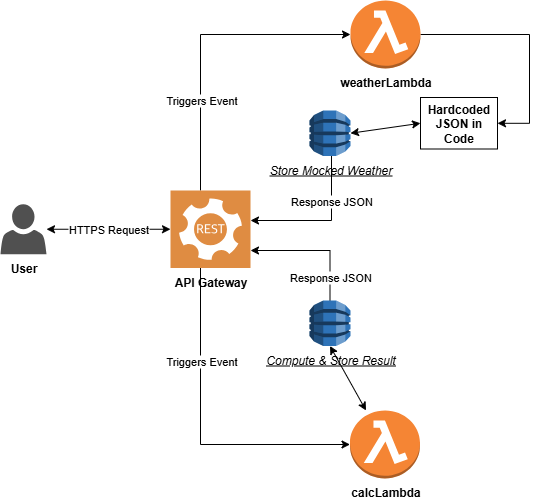 weatherLambda
Triggers Event
Hardcoded
JSON in
Code
Store Mocked Weather
Response JSON
REST
HTTPS Request
User
API Gateway
Response JSON
Triggers Event
Compute & Store Result
calcLambda